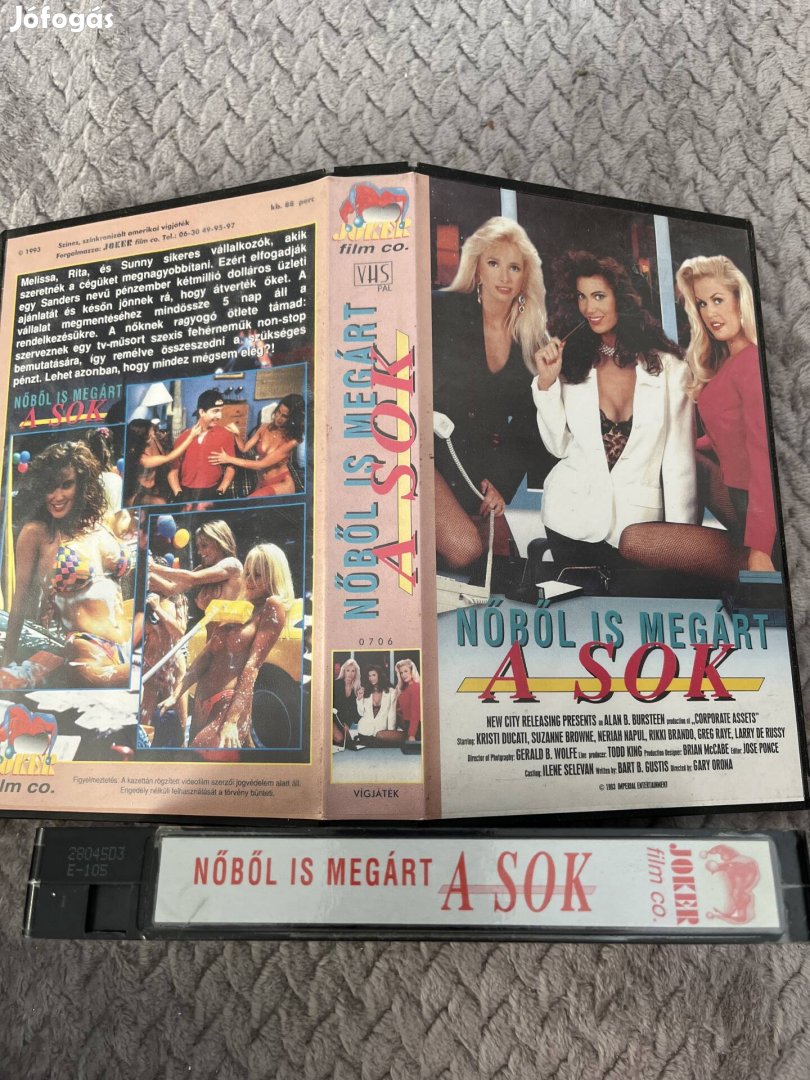 Jófogás
© 1993
Színes, szinkronizált amerikai vígjáték
kb. 88 perc
Forgalmazza: JOKER film co. Tel.: 06-30 49-95-97
Melissa, Rita, és Sunny sikeres vállalkozók, akik
szeretnék a cégüket megnagyobbítani. Ezért elfogadják
egy Sanders nevű pénzember kétmillió dolláros üzleti
ajánlatát és későn jönnek rá, hogy átverték őket. A
vállalat megmentéséhez mindössze 5 nap áll a
rendelkezésükre. A nőknek ragyogó ötlete támad:
szerveznek egy tv-műsort szexis fehérneműk non-stop
bemutatására, így remélve összeszedni a szükséges
pénzt. Lehet azonban, hogy mindez mégsem elég?!
NŐBŐL IS MEGÁRT
A SOK
film co.
Figyelmeztetés: A kazettán rögzített videofilm szerzői jogvédelem alatt áll.
Engedély nélküli felhasználását a törvény bünteti.
JOKER
film co.
VHS
PAL
NŐBŐL IS MEGÁRT
A SOK
0706
VÍGJÁTÉK
NŐBŐL IS MEGÁRT
A SOK
NEW CITY RELEASING PRESENTS an ALAN B. BURSTEEN production of „CORPORATE ASSETS"
Starring: KRISTI DUCATI, SUZANNE BROWNE, NERIAH NAPUL, RIKKI BRANDO, GREG RAYE, LARRY DE RUSSY
Director of Photgraphy: GERALD B. WOLFE Line producer: TODD KING Production Designer: BRIAN McCABE Editor: JOSE PONCE
Casting: ILENE SELEVAN Written by: BART B. GUSTIS Directed by: GARY ORONA
© 1993 IMPERIAL ENTERTAINMENT
28045D3
E-105
NŐBŐL IS MEGÁRT A SOK
JOKER
film co.